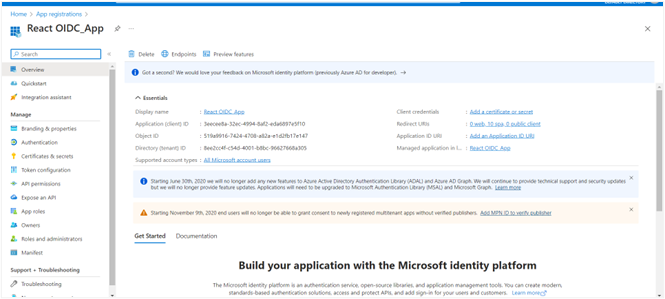 Home > App registrations >
React OIDC_App
Search
Delete
Endpoints
Preview features
Overview
Quickstart
Integration assistant
Manage
Branding & properties
Authentication
Certificates & secrets
Token configuration
API permissions
Expose an API
App roles
Owners
Roles and administrators
Manifest
Support + Troubleshooting
Troubleshooting
Got a second? We would love your feedback on Microsoft identity platform (previously Azure AD for developer). →
Essentials
Display name : React OIDC_App
Application (client) ID : 3eecee8a-32ec-4994-8af2-eda6897e5f10
Object ID : 519a9916-7424-4708-a82a-e1d2fb17e147
Directory (tenant) ID : 8ee2cc4f-c54d-4001-b8bc-96627868a305
Supported account types : All Microsoft account users
Client credentials : Add a certificate or secret
Redirect URIs : 0 web, 10 spa, 0 public client
Application ID URI : Add an Application ID URI
Managed application in l... : React OIDC_App
Starting June 30th, 2020 we will no longer add any new features to Azure Active Directory Authentication Library (ADAL) and Azure AD Graph. We will continue to provide technical support and security updates
but we will no longer provide feature updates. Applications will need to be upgraded to Microsoft Authentication Library (MSAL) and Microsoft Graph. Learn more
Starting November 9th, 2020 end users will no longer be able to grant consent to newly registered multitenant apps without verified publishers. Add MPN ID to verify publisher
Get Started
Documentation
Build your application with the Microsoft identity platform
The Microsoft identity platform is an authentication service, open-source libraries, and application management tools. You can create modern,
standards-based authentication solutions, access and protect APIs, and add sign-in for your users and customers. Learn more